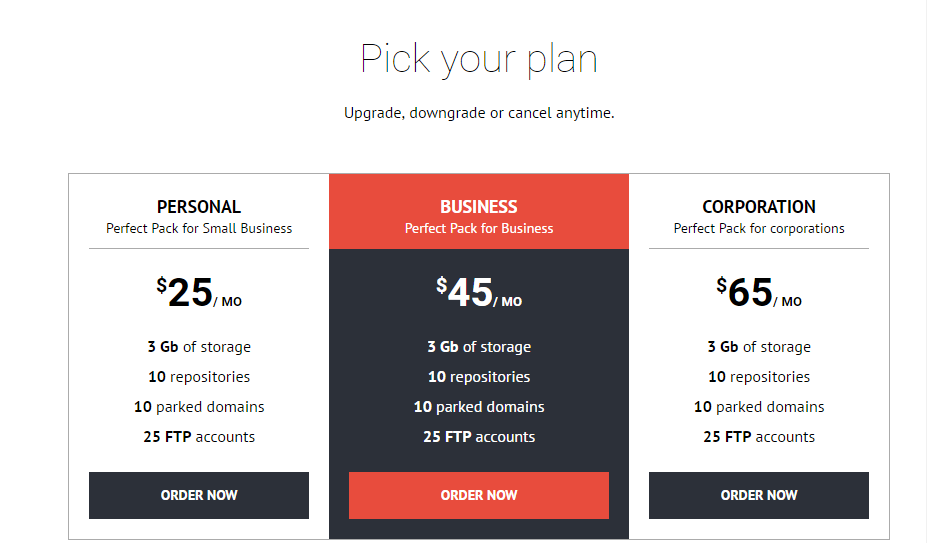 Pick your plan
Upgrade, downgrade or cancel anytime.
PERSONAL
Perfect Pack for Small Business
$25/ MO
3 Gb of storage
10 repositories
10 parked domains
25 FTP accounts
ORDER NOW
BUSINESS
Perfect Pack for Business
$45/ MO
3 Gb of storage
10 repositories
10 parked domains
25 FTP accounts
ORDER NOW
CORPORATION
Perfect Pack for corporations
$65/ MO
3 Gb of storage
10 repositories
10 parked domains
25 FTP accounts
ORDER NOW